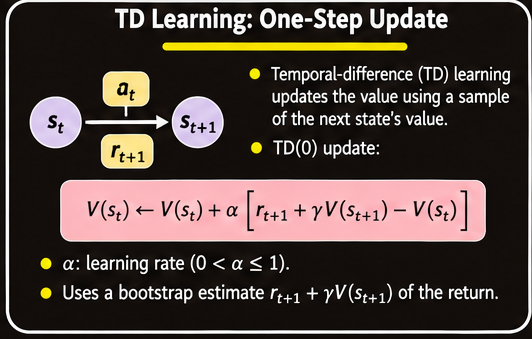 TD Learning: One-Step Update
a_t
s_t
s_{t+1}
r_{t+1}
● Temporal-difference (TD) learning
updates the value using a sample
of the next state's value.
● TD(0) update:
V(s_t) ← V(s_t) + α [r_{t+1} + γV(s_{t+1}) − V(s_t)]
● α: learning rate (0 < α ≤ 1).
● Uses a bootstrap estimate r_{t+1} + γV(s_{t+1}) of the return.